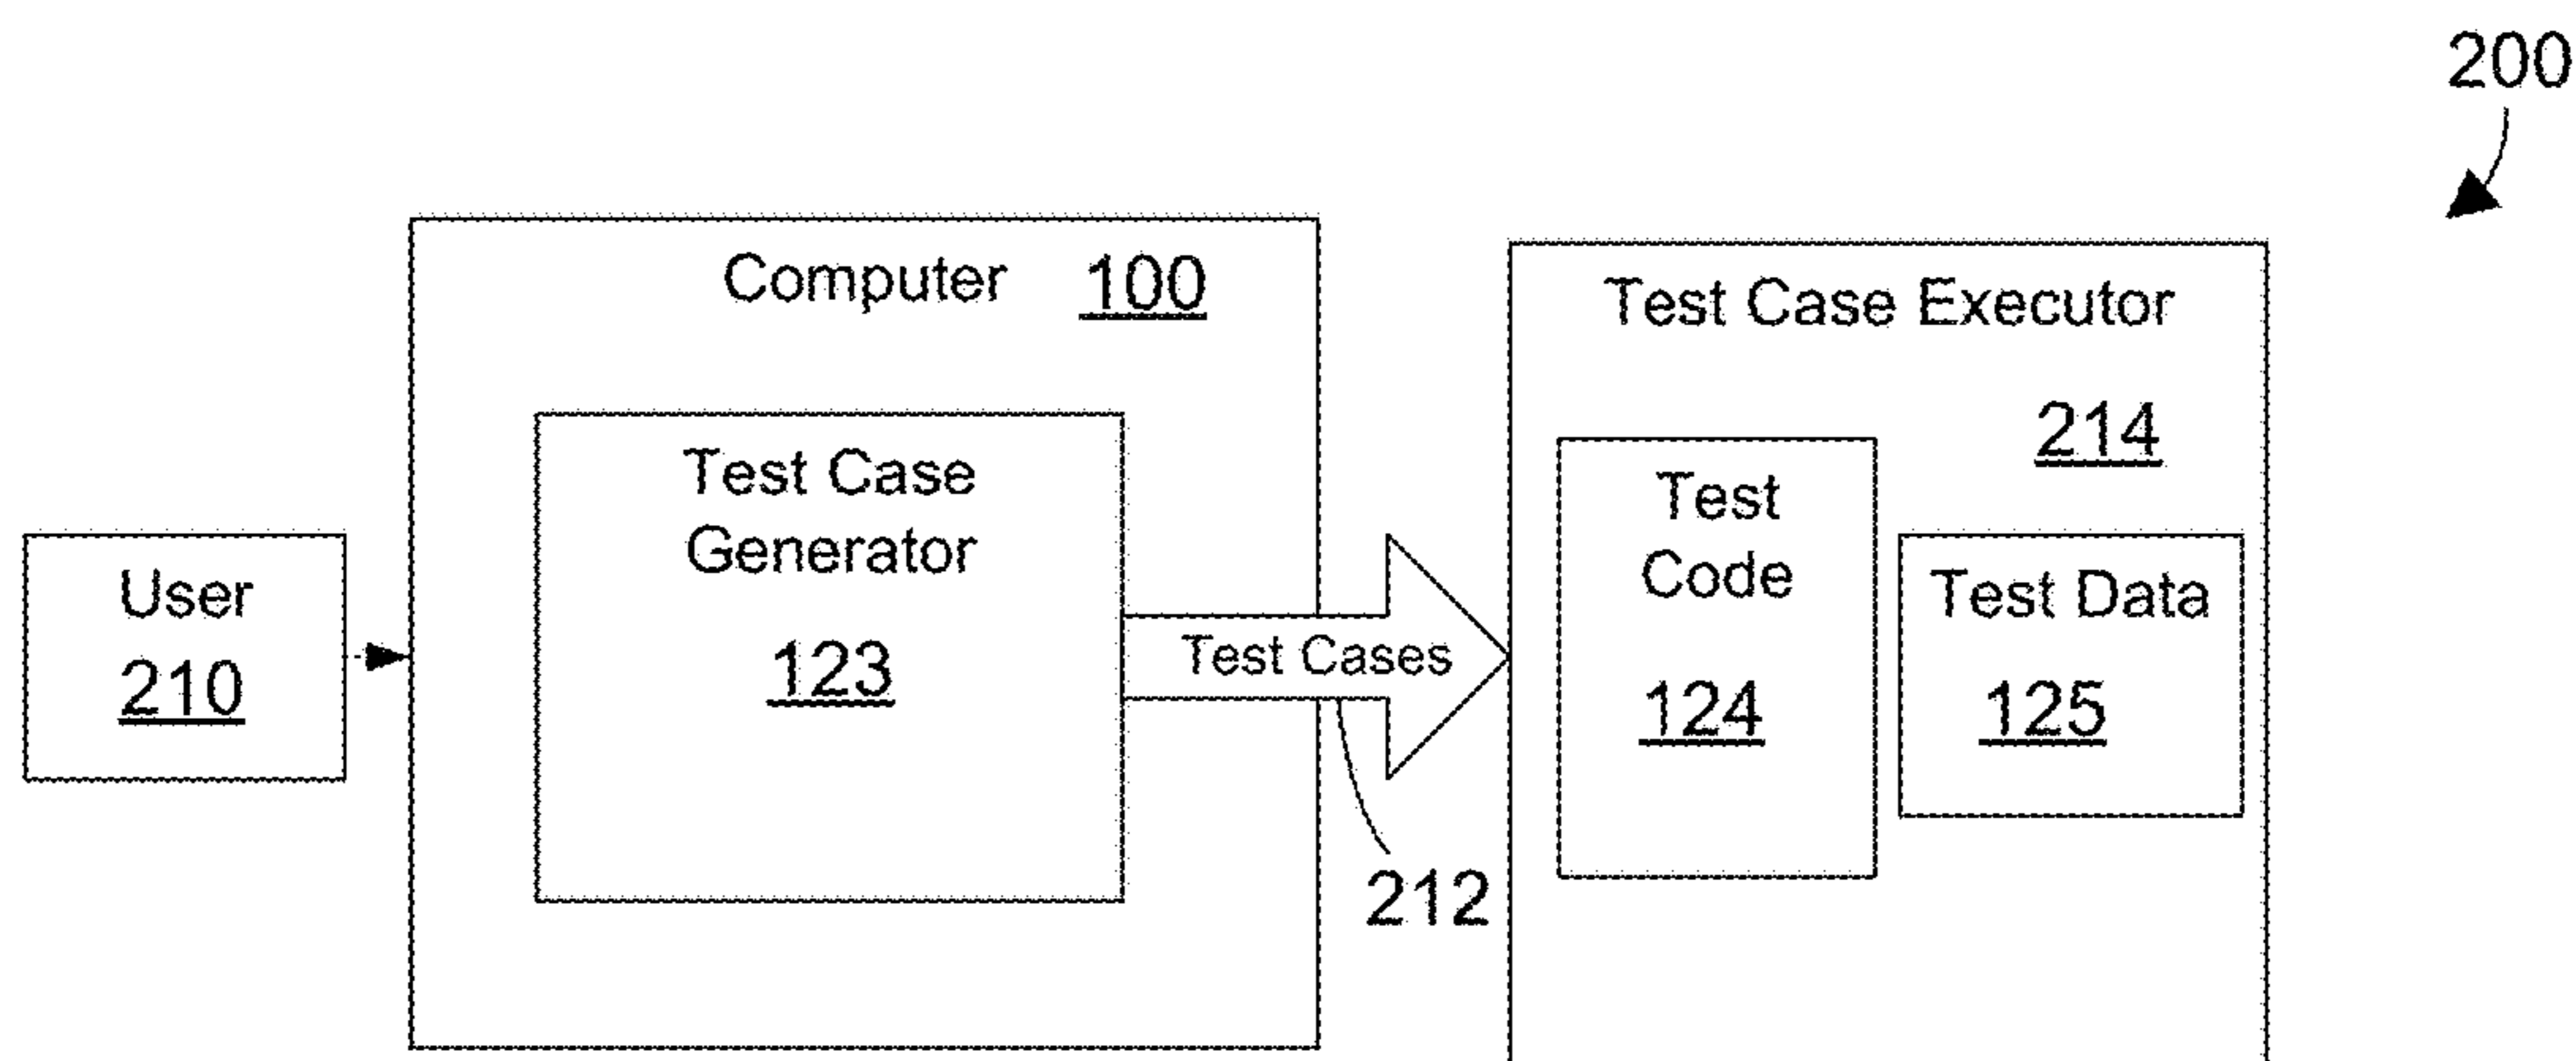 200
Computer 100
Test Case Executor
214
Test Case
Generator
123
User
210
Test Cases
212
Test
Code
124
Test Data
125